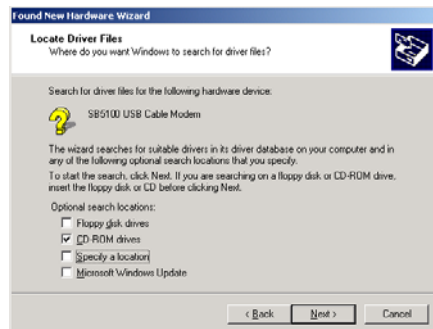 Found New Hardware Wizard
Locate Driver Files
Where do you want Windows to search for driver files?
Search for driver files for the following hardware device:
SB5100 USB Cable Modem
The wizard searches for suitable drivers in its driver database on your computer and in
any of the following optional search locations that you specify.
To start the search, click Next. If you are searching on a floppy disk or CD-ROM drive,
insert the floppy disk or CD before clicking Next.
Optional search locations:
Floppy disk drives
CD-ROM drives
Specify a location
Microsoft Windows Update
< Back Next > Cancel